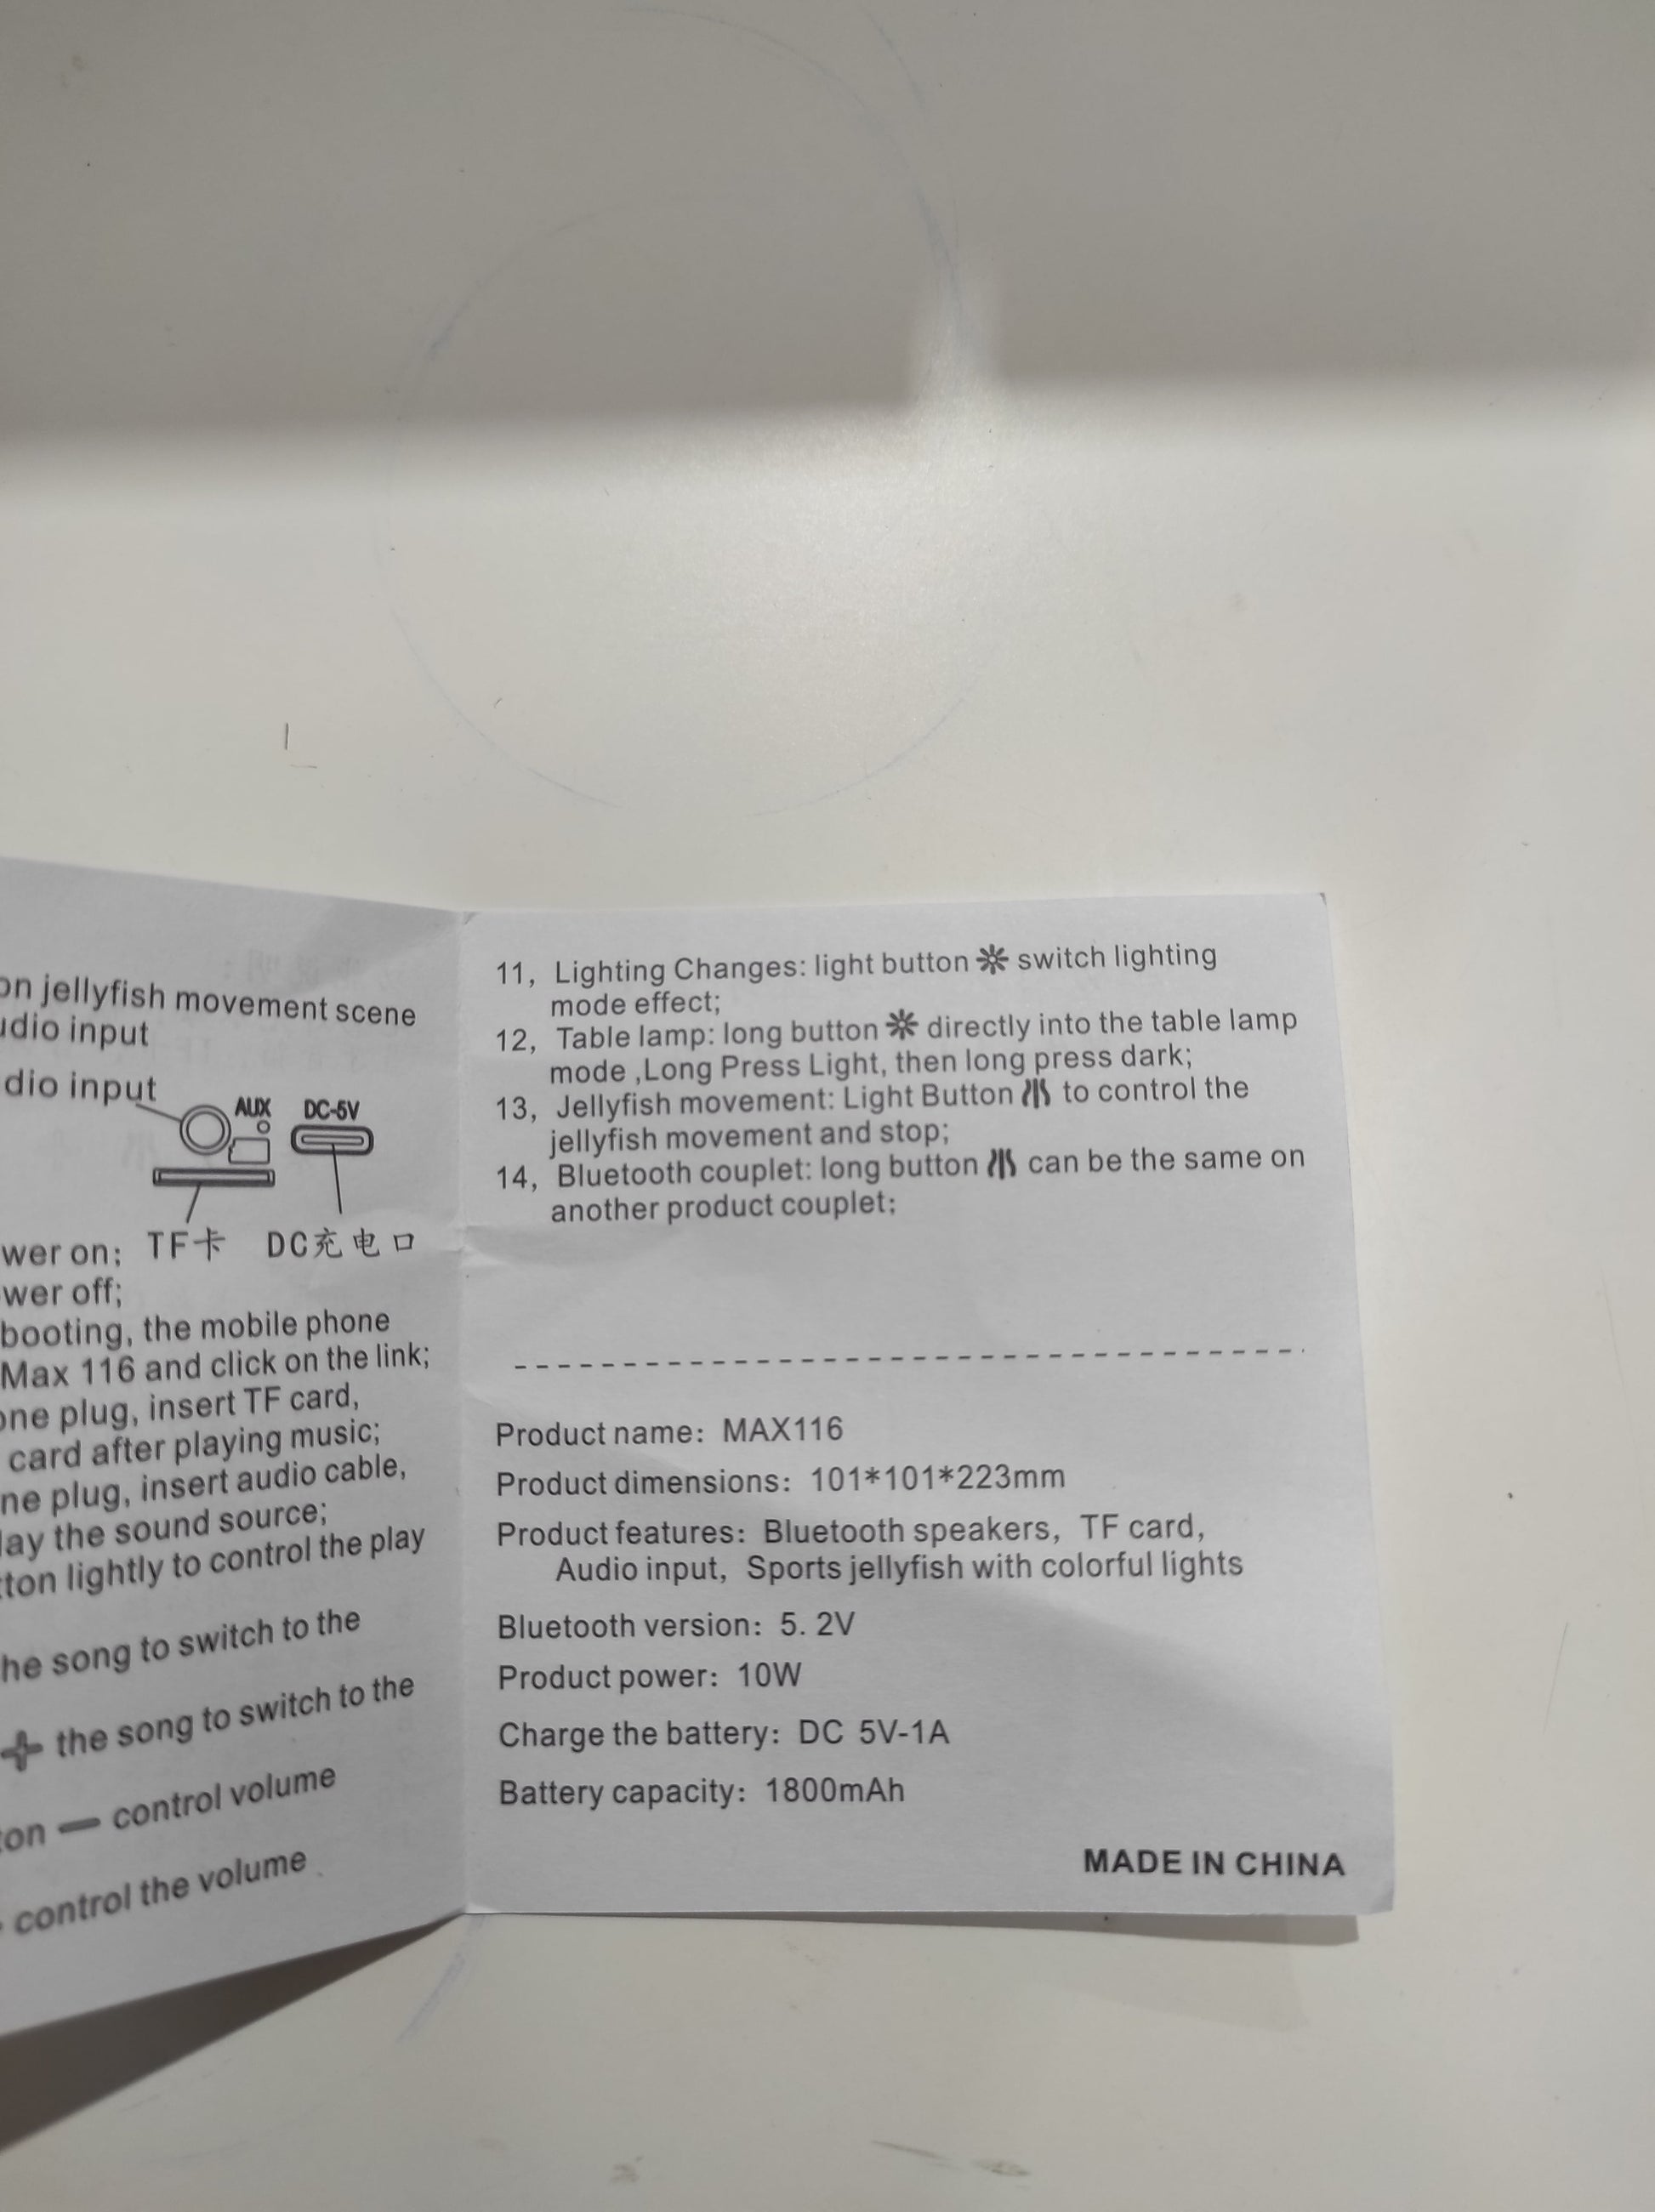 on jellyfish movement scene
udio input
dio input
AUX DC-5V
TF卡 DC充电口
wer on;
wer off;
booting, the mobile phone
Max 116 and click on the link;
one plug, insert TF card,
card after playing music;
ne plug, insert audio cable,
lay the sound source;
tton lightly to control the play
he song to switch to the
+ the song to switch to the
ton — control volume
control the volume
11, Lighting Changes: light button switch lighting
mode effect;
12, Table lamp: long button directly into the table lamp
mode ,Long Press Light, then long press dark;
13, Jellyfish movement: Light Button to control the
jellyfish movement and stop;
14, Bluetooth couplet: long button can be the same on
another product couplet;
Product name: MAX116
Product dimensions: 101*101*223mm
Product features: Bluetooth speakers, TF card,
Audio input, Sports jellyfish with colorful lights
Bluetooth version: 5. 2V
Product power: 10W
Charge the battery: DC 5V-1A
Battery capacity: 1800mAh
MADE IN CHINA